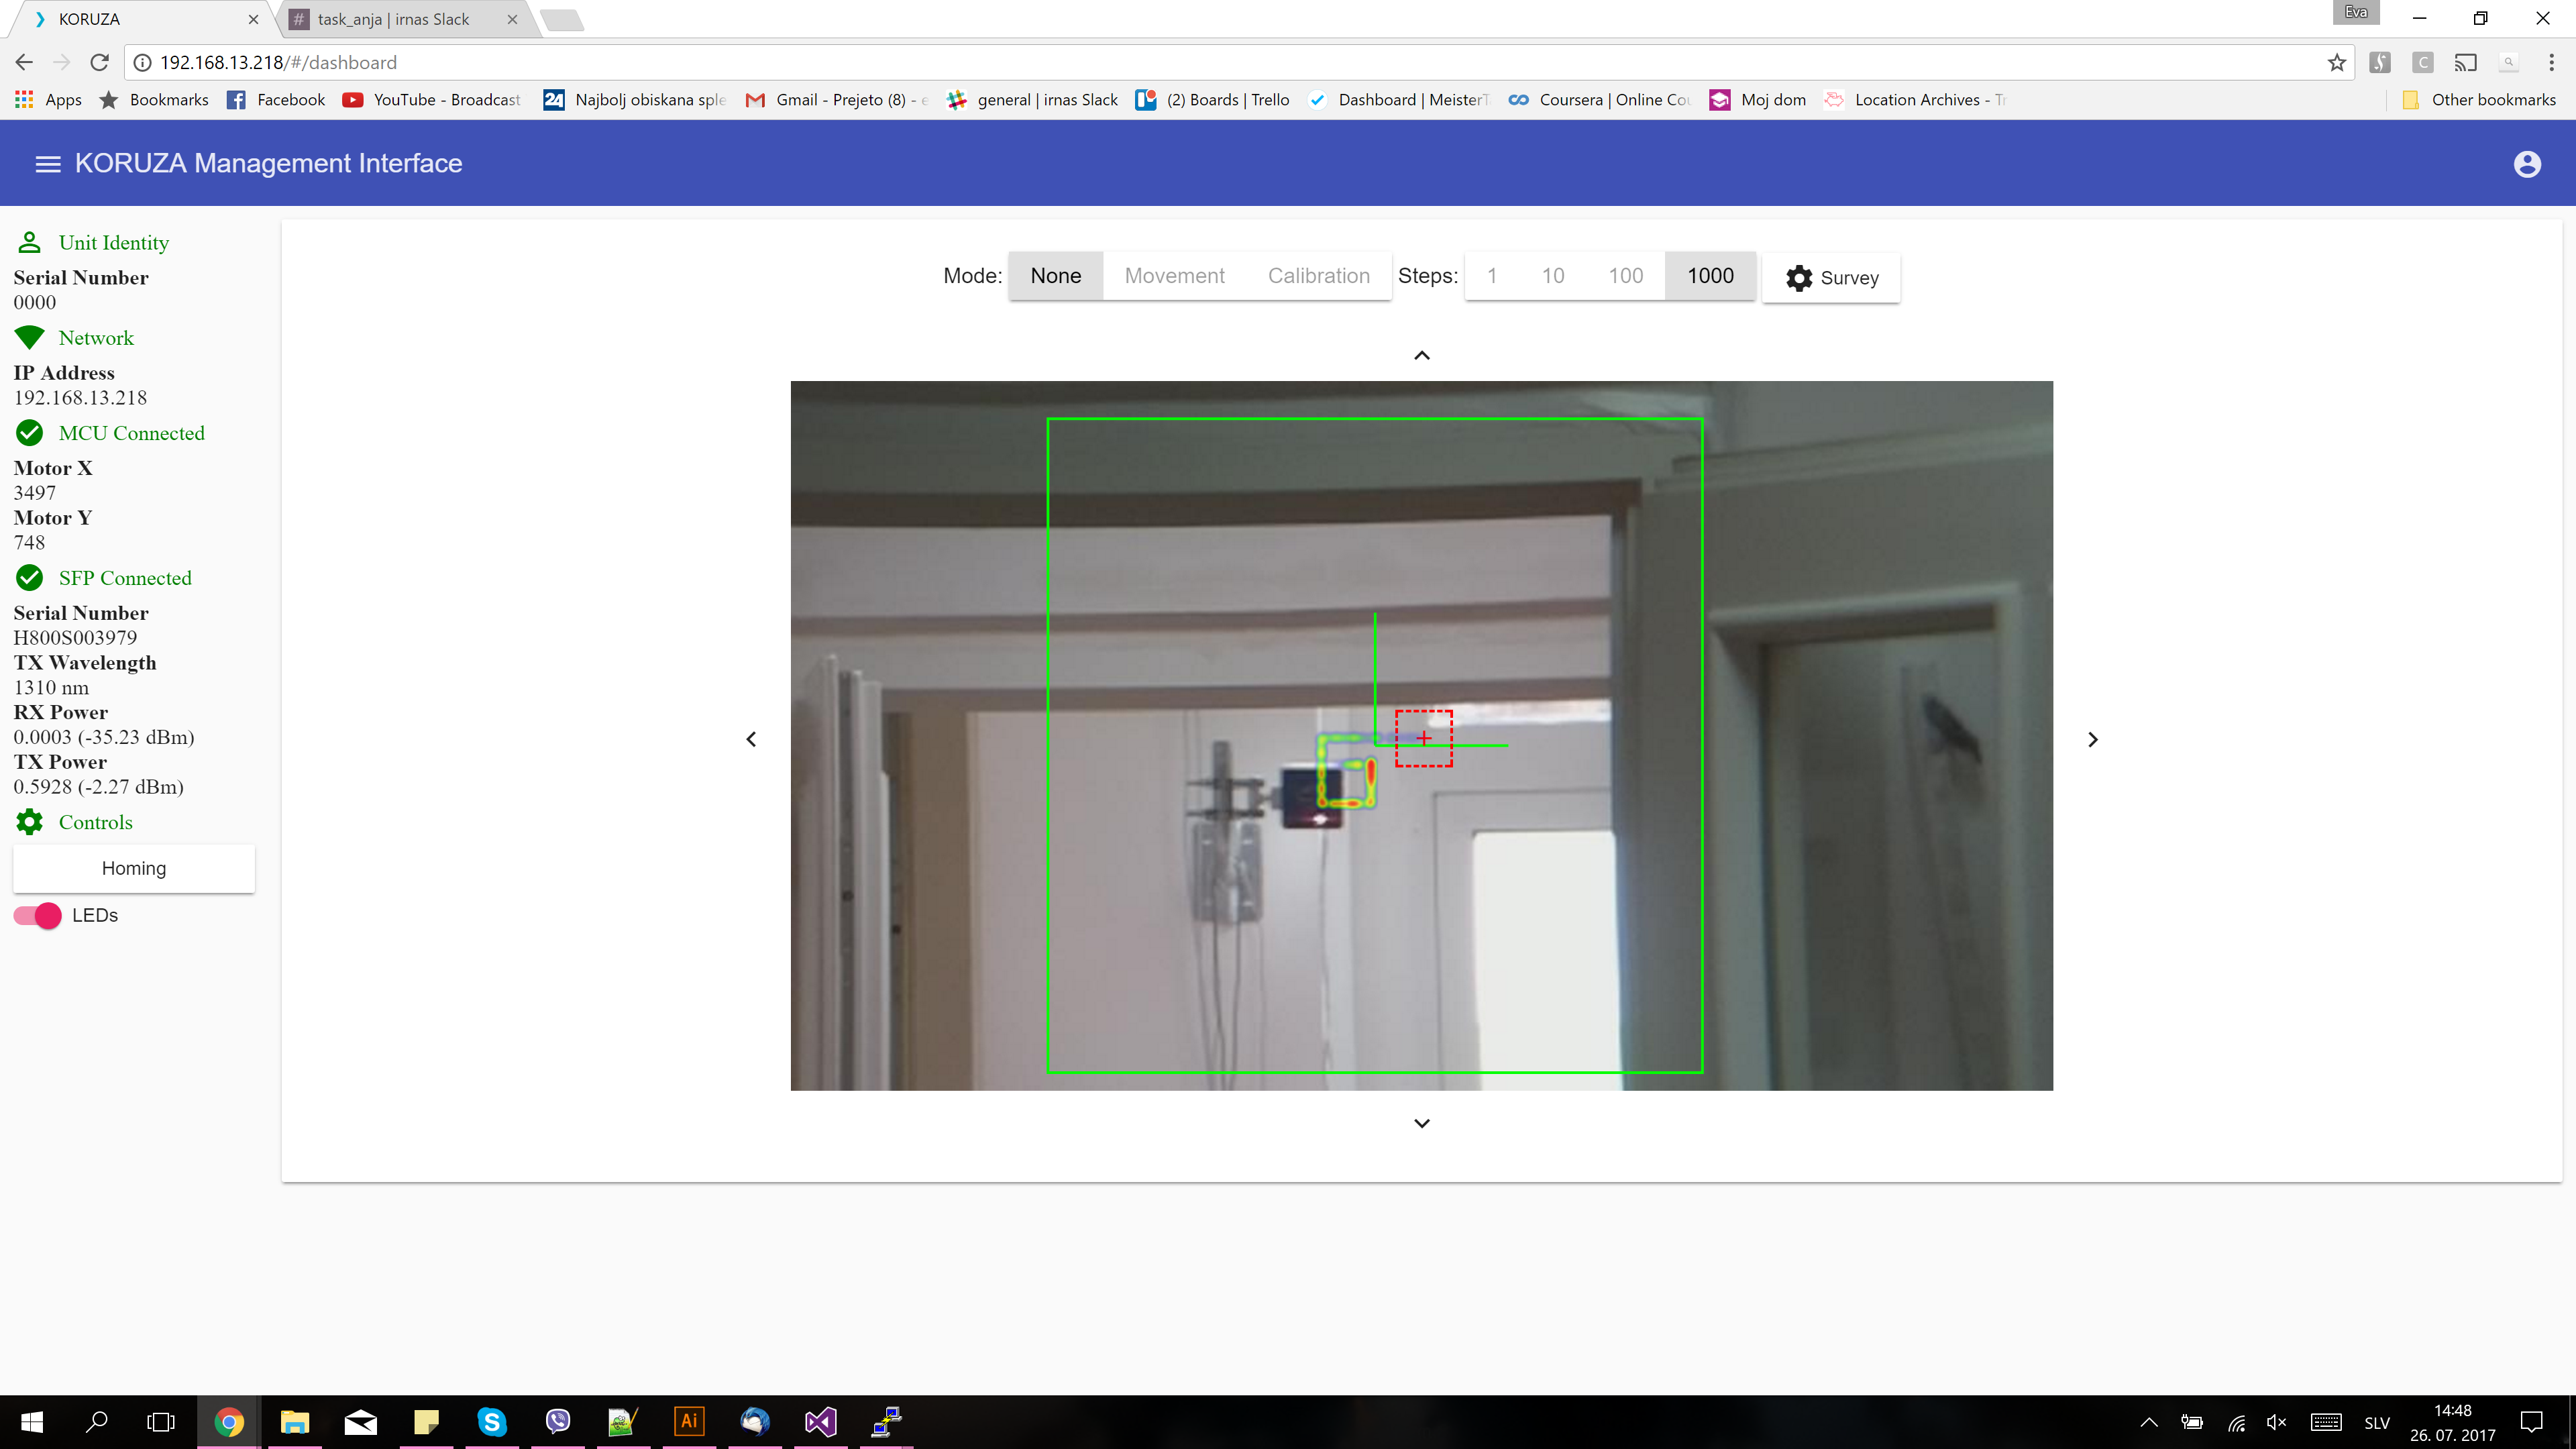 KORUZA
task_anja | irnas Slack
Eva
192.168.13.218/#/dashboard
Apps
Bookmarks
Facebook
YouTube - Broadcast
Najbolj obiskana sple
Gmail - Prejeto (8) - e
general | irnas Slack
(2) Boards | Trello
Dashboard | MeisterT
Coursera | Online Cou
Moj dom
Location Archives - Tr
Other bookmarks
KORUZA Management Interface
Unit Identity
Serial Number
0000
Network
IP Address
192.168.13.218
MCU Connected
Motor X
3497
Motor Y
748
SFP Connected
Serial Number
H800S003979
TX Wavelength
1310 nm
RX Power
0.0003 (-35.23 dBm)
TX Power
0.5928 (-2.27 dBm)
Controls
Homing
LEDs
Mode: None Movement Calibration Steps: 1 10 100 1000 Survey
Ai
SLV
14:48
26. 07. 2017